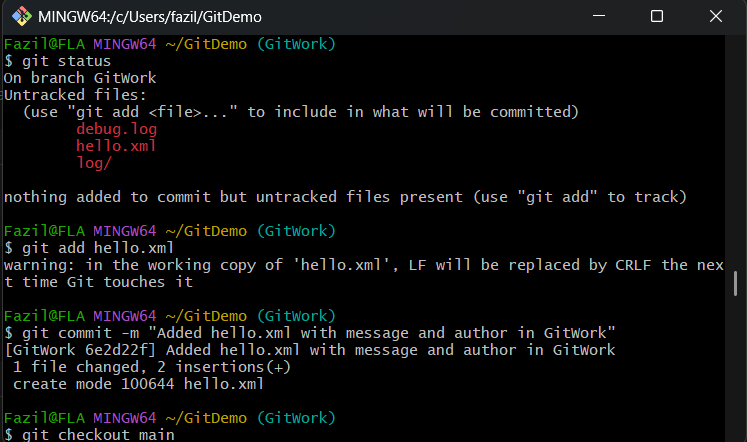 MINGW64:/c/Users/fazil/GitDemo
Fazil@FLA MINGW64 ~/GitDemo (GitWork)
$ git status
On branch GitWork
Untracked files:
  (use "git add <file>..." to include in what will be committed)
        debug.log
        hello.xml
        log/

nothing added to commit but untracked files present (use "git add" to track)

Fazil@FLA MINGW64 ~/GitDemo (GitWork)
$ git add hello.xml
warning: in the working copy of 'hello.xml', LF will be replaced by CRLF the nex
t time Git touches it

Fazil@FLA MINGW64 ~/GitDemo (GitWork)
$ git commit -m "Added hello.xml with message and author in GitWork"
[GitWork 6e2d22f] Added hello.xml with message and author in GitWork
 1 file changed, 2 insertions(+)
 create mode 100644 hello.xml

Fazil@FLA MINGW64 ~/GitDemo (GitWork)
$ git checkout main